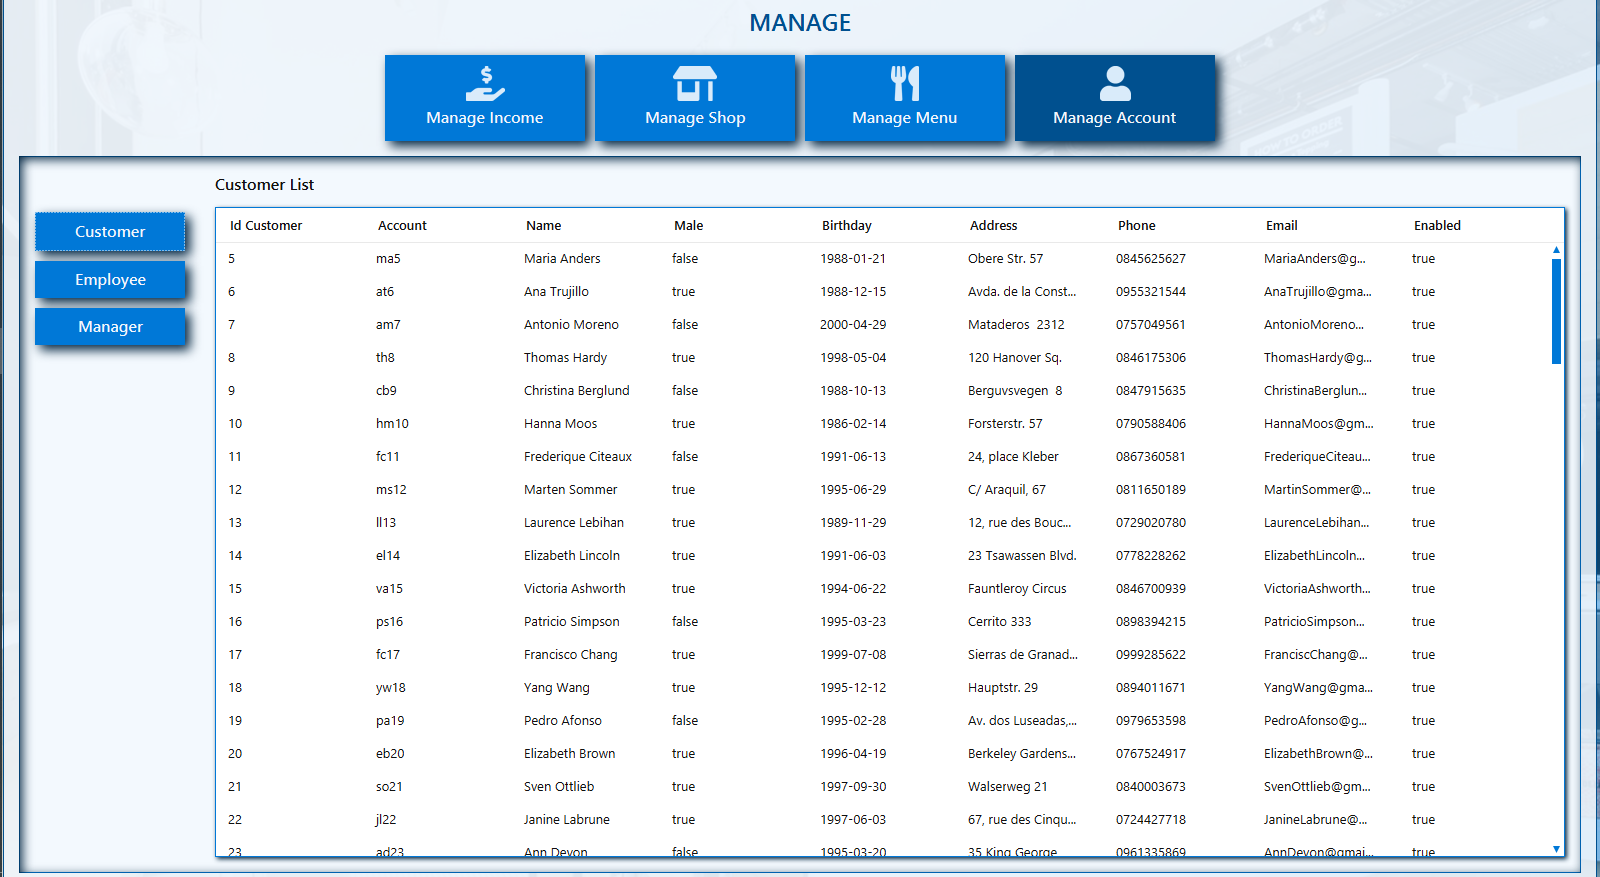 MANAGE
Manage Income Manage Shop Manage Menu Manage Account
Customer List
Customer
Employee
Manager
Id Customer Account Name Male Birthday Address Phone Email Enabled
5 ma5 Maria Anders false 1988-01-21 Obere Str. 57 0845625627 MariaAnders@g... true
6 at6 Ana Trujillo true 1988-12-15 Avda. de la Const... 0955321544 AnaTrujillo@gma... true
7 am7 Antonio Moreno false 2000-04-29 Mataderos  2312 0757049561 AntonioMoreno... true
8 th8 Thomas Hardy true 1998-05-04 120 Hanover Sq. 0846175306 ThomasHardy@g... true
9 cb9 Christina Berglund false 1988-10-13 Berguvsvegen  8 0847915635 ChristinaBerglun... true
10 hm10 Hanna Moos true 1986-02-14 Forsterstr. 57 0790588406 HannaMoos@gm... true
11 fc11 Frederique Citeaux false 1991-06-13 24, place Kleber 0867360581 FrederiqueCiteau... true
12 ms12 Marten Sommer true 1995-06-29 C/ Araquil, 67 0811650189 MartinSommer@... true
13 ll13 Laurence Lebihan true 1989-11-29 12, rue des Bouc... 0729020780 LaurenceLebihan... true
14 el14 Elizabeth Lincoln true 1991-06-03 23 Tsawassen Blvd. 0778228262 ElizabethLincoln... true
15 va15 Victoria Ashworth true 1994-06-22 Fauntleroy Circus 0846700939 VictoriaAshworth... true
16 ps16 Patricio Simpson false 1995-03-23 Cerrito 333 0898394215 PatricioSimpson... true
17 fc17 Francisco Chang true 1999-07-08 Sierras de Granad... 0999285622 FranciscChang@... true
18 yw18 Yang Wang true 1995-12-12 Hauptstr. 29 0894011671 YangWang@gma... true
19 pa19 Pedro Afonso false 1995-02-28 Av. dos Luseadas,... 0979653598 PedroAfonso@g... true
20 eb20 Elizabeth Brown true 1996-04-19 Berkeley Gardens... 0767524917 ElizabethBrown@... true
21 so21 Sven Ottlieb true 1997-09-30 Walserweg 21 0840003673 SvenOttlieb@gm... true
22 jl22 Janine Labrune true 1997-06-03 67, rue des Cinqu... 0724427718 JanineLabrune@... true
23 ad23 Ann Devon false 1995-03-20 35 King George 0961335869 AnnDevon@gmai... true
HOW TO ORDER